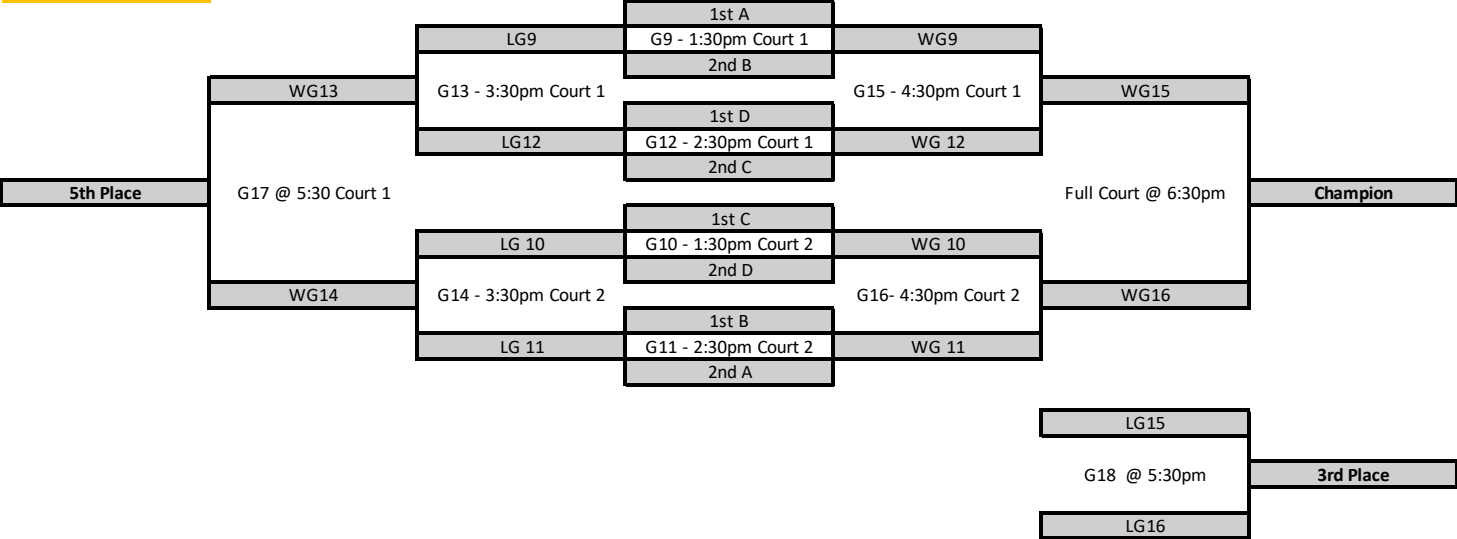 1st A
LG9 G9 - 1:30pm Court 1 WG9
2nd B
WG13 G13 - 3:30pm Court 1 G15 - 4:30pm Court 1 WG15
1st D
LG12 G12 - 2:30pm Court 1 WG 12
2nd C
5th Place G17 @ 5:30 Court 1 Full Court @ 6:30pm Champion
1st C
LG 10 G10 - 1:30pm Court 2 WG 10
2nd D
WG14 G14 - 3:30pm Court 2 G16- 4:30pm Court 2 WG16
1st B
LG 11 G11 - 2:30pm Court 2 WG 11
2nd A
LG15
G18 @ 5:30pm 3rd Place
LG16